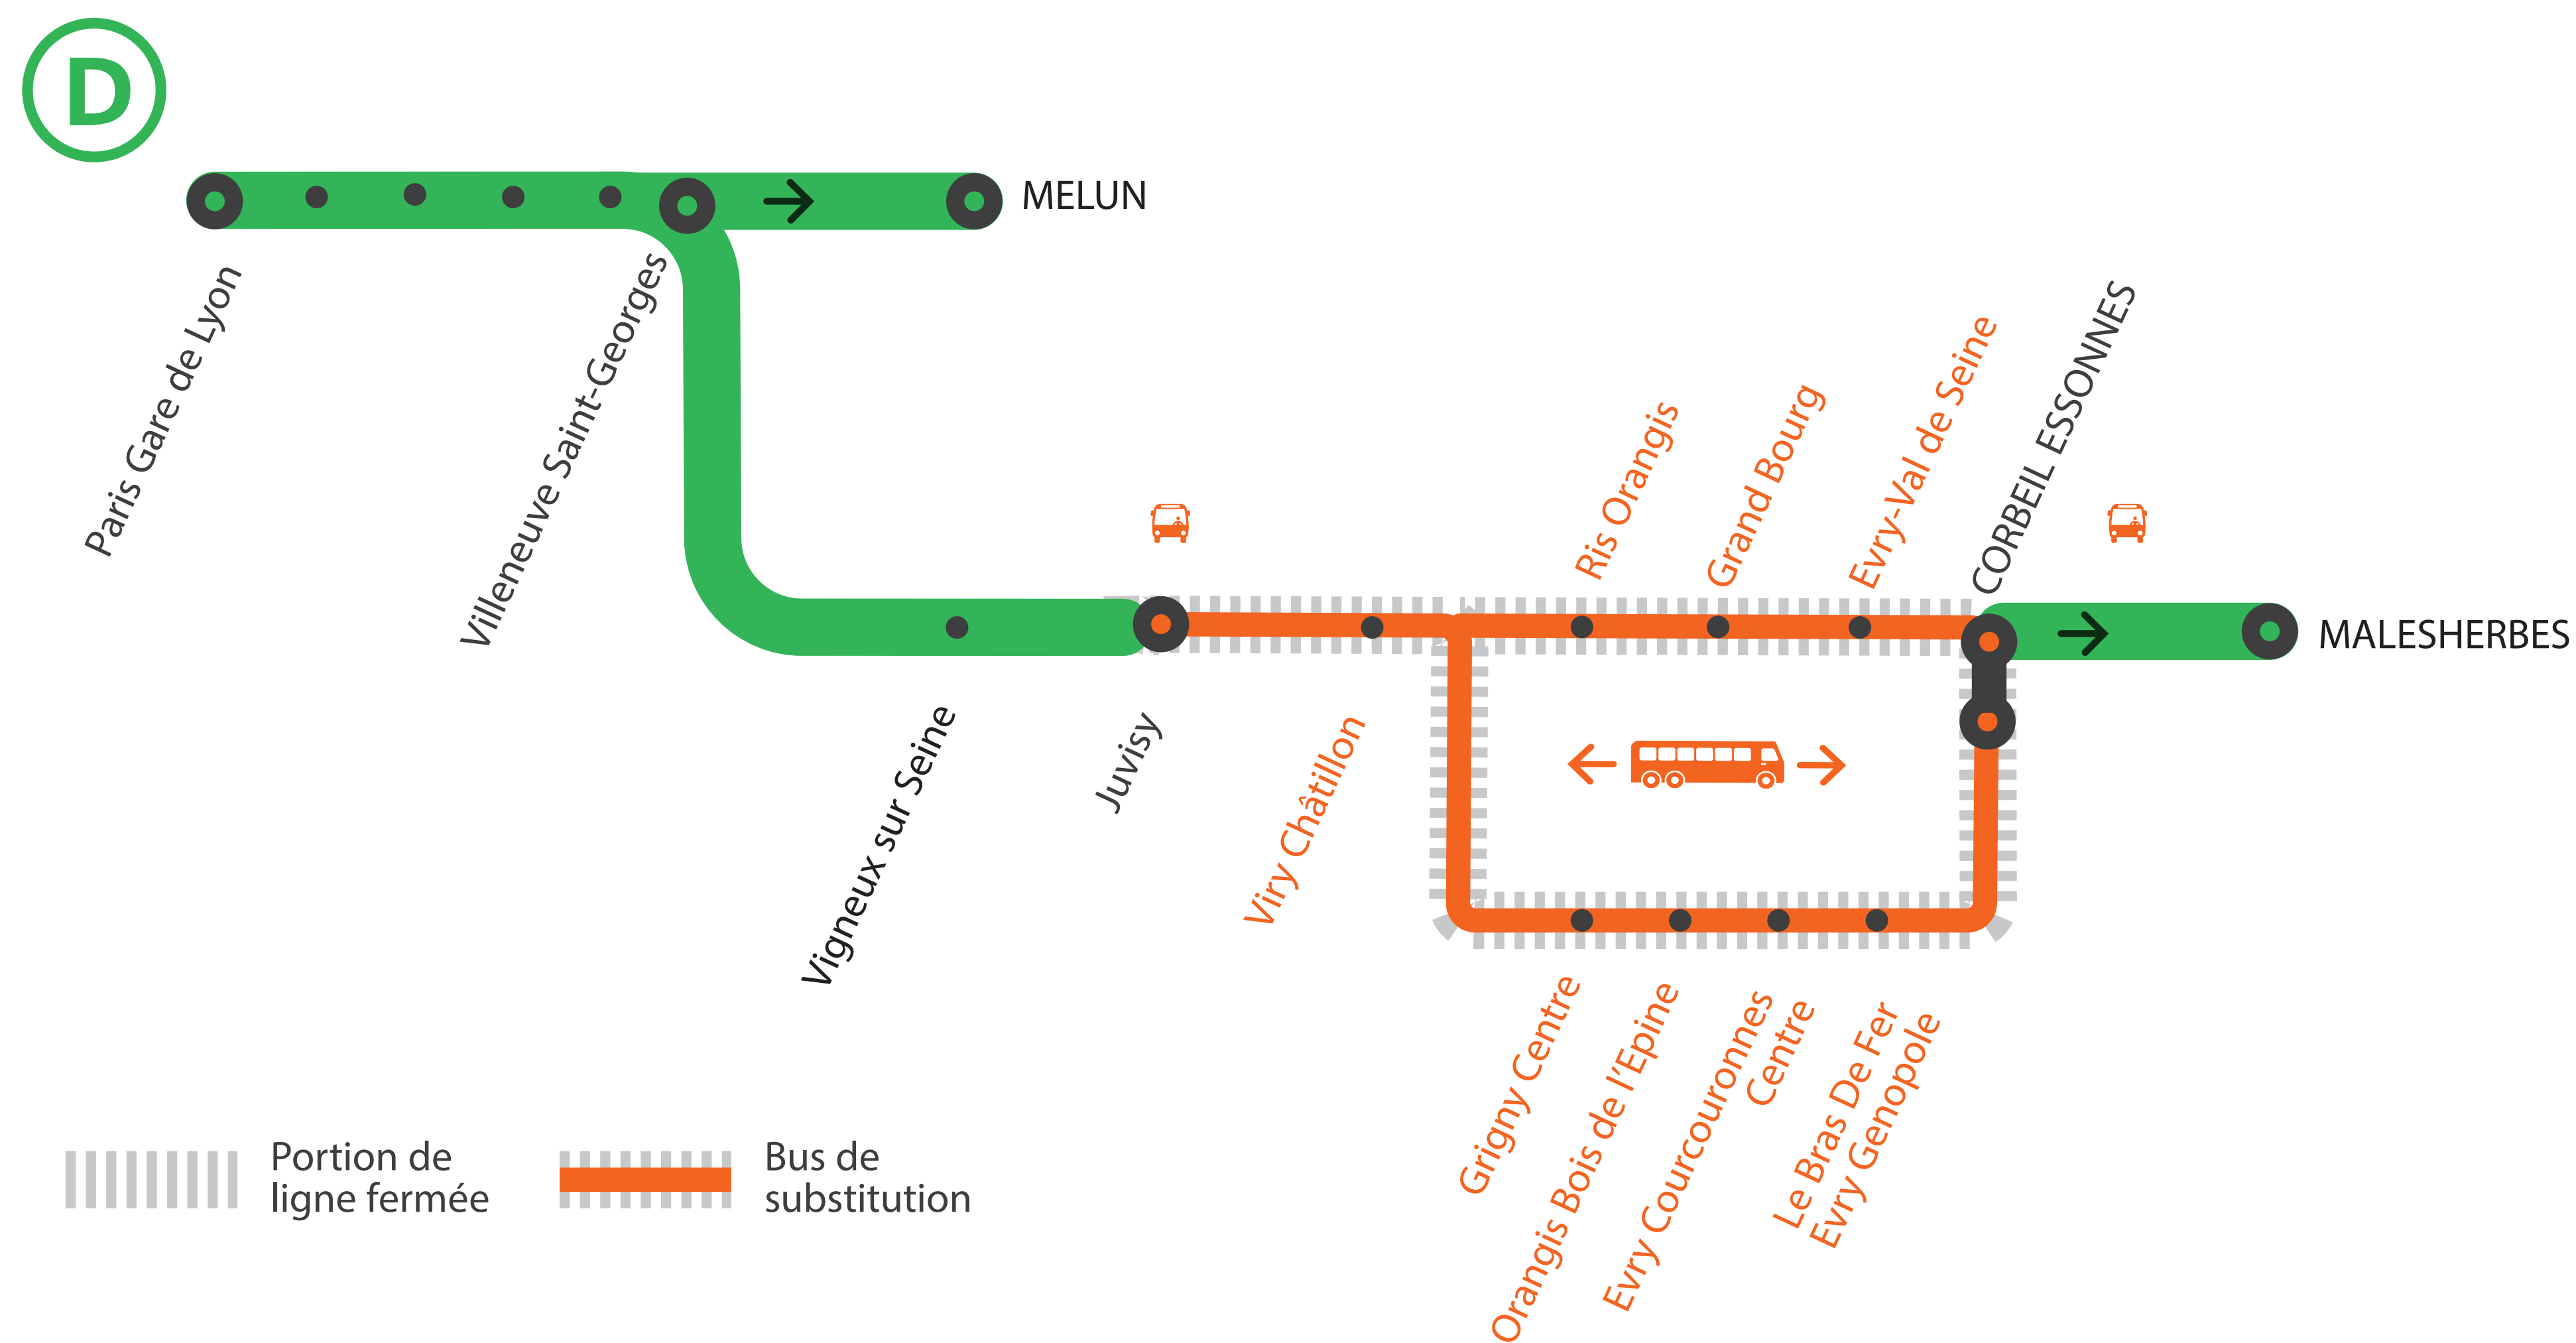 D
MELUN
Paris Gare de Lyon
Villeneuve Saint-Georges
Vigneux sur Seine
Juvisy
Viry Châtillon
Ris Orangis
Grand Bourg
Evry-Val de Seine
CORBEIL ESSONNES
MALESHERBES
Grigny Centre
Orangis Bois de l'Epine
Evry Courcouronnes
Centre
Le Bras De Fer
Evry Genopole
Portion de
ligne fermée
Bus de
substitution